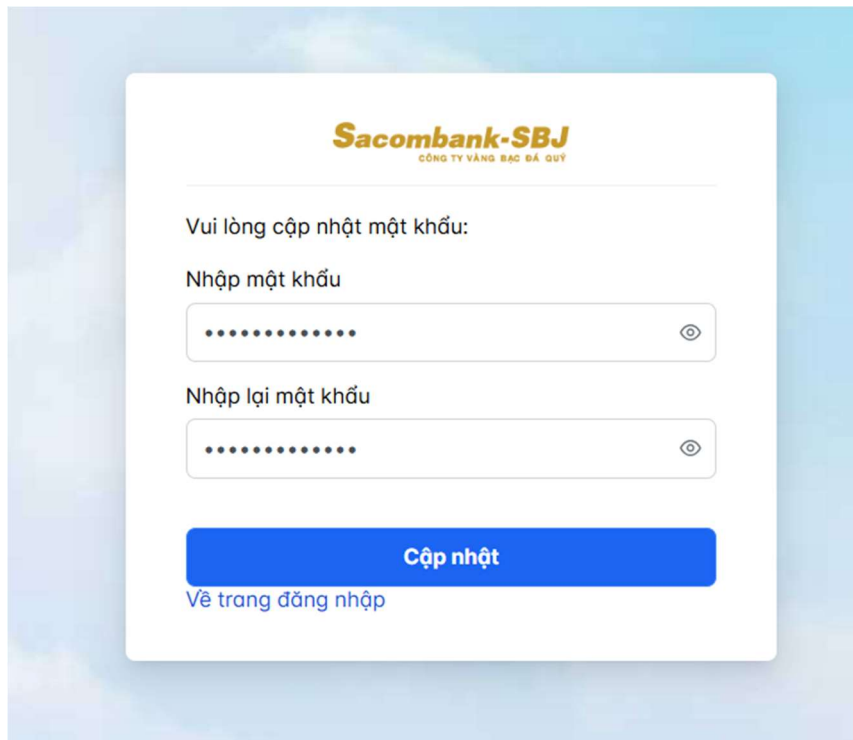 Sacombank-SBJ
CÔNG TY VÀNG BẠC ĐÁ QUÝ
Vui lòng cập nhật mật khẩu:
Nhập mật khẩu
•••••••••••••
Nhập lại mật khẩu
•••••••••••••
Cập nhật
Về trang đăng nhập